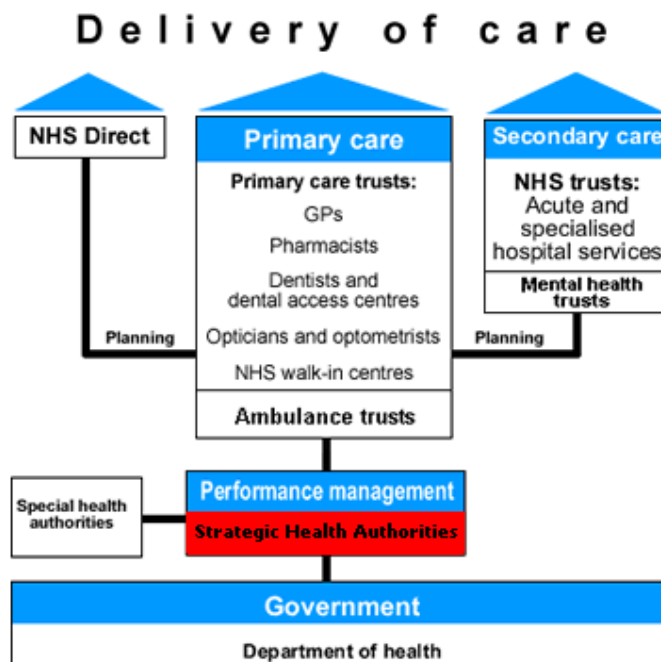 Delivery of care
NHS Direct
Primary care
Primary care trusts:
GPs
Pharmacists
Dentists and
dental access centres
Opticians and optometrists
NHS walk-in centres
Ambulance trusts
Secondary care
NHS trusts:
Acute and
specialised
hospital services
Mental health
trusts
Planning
Planning
Performance management
Strategic Health Authorities
Special health
authorities
Government
Department of health